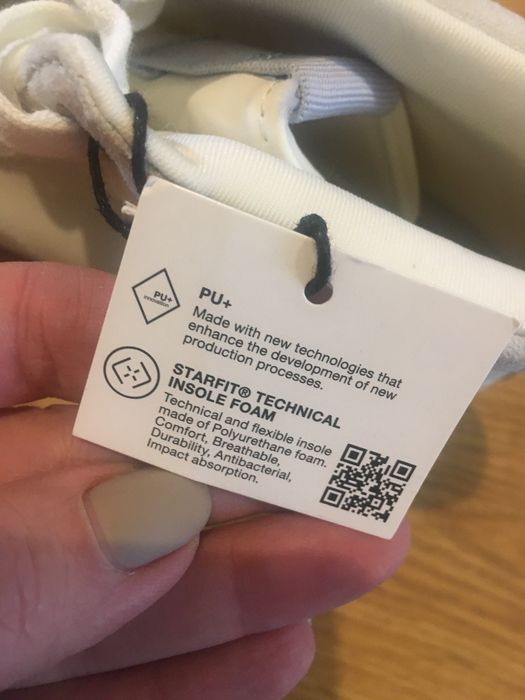 PU+
innovation
PU+
Made with new technologies that
enhance the development of new
production processes.
STARFIT® TECHNICAL
INSOLE FOAM
Technical and flexible insole
made of Polyurethane foam.
Comfort, Breathable,
Durability, Antibacterial,
Impact absorption.